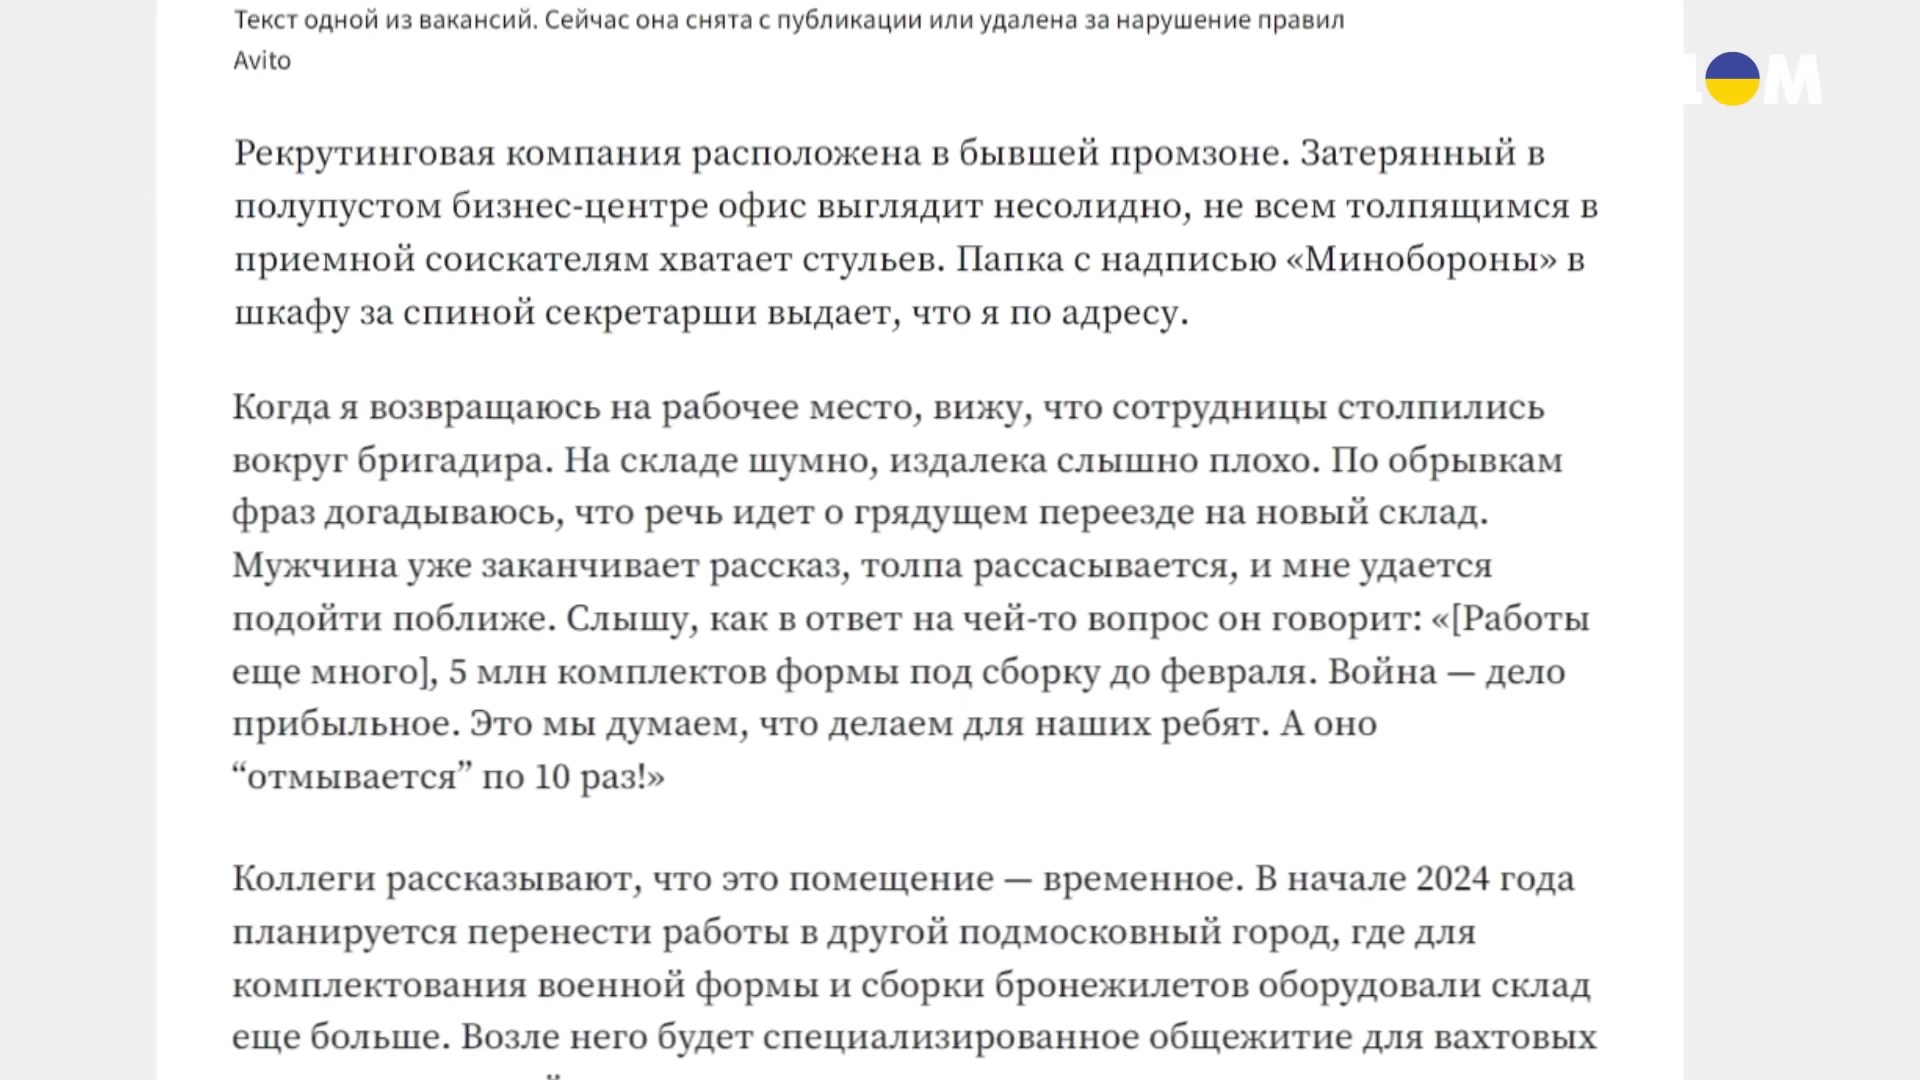 Текст одной из вакансий. Сейчас она снята с публикации или удалена за нарушение правил
Avito
Рекрутинговая компания расположена в бывшей промзоне. Затерянный в
полупустом бизнес-центре офис выглядит несолидно, не всем толпящимся в
приемной соискателям хватает стульев. Папка с надписью «Минобороны» в
шкафу за спиной секретарши выдает, что я по адресу.
Когда я возвращаюсь на рабочее место, вижу, что сотрудницы столпились
вокруг бригадира. На складе шумно, издалека слышно плохо. По обрывкам
фраз догадываюсь, что речь идет о грядущем переезде на новый склад.
Мужчина уже заканчивает рассказ, толпа рассасывается, и мне удается
подойти поближе. Слышу, как в ответ на чей-то вопрос он говорит: «[Работы
еще много], 5 млн комплектов формы под сборку до февраля. Война — дело
прибыльное. Это мы думаем, что делаем для наших ребят. А оно
“отмывается” по 10 раз!»
Коллеги рассказывают, что это помещение — временное. В начале 2024 года
планируется перенести работы в другой подмосковный город, где для
комплектования военной формы и сборки бронежилетов оборудовали склад
еще больше. Возле него будет специализированное общежитие для вахтовых